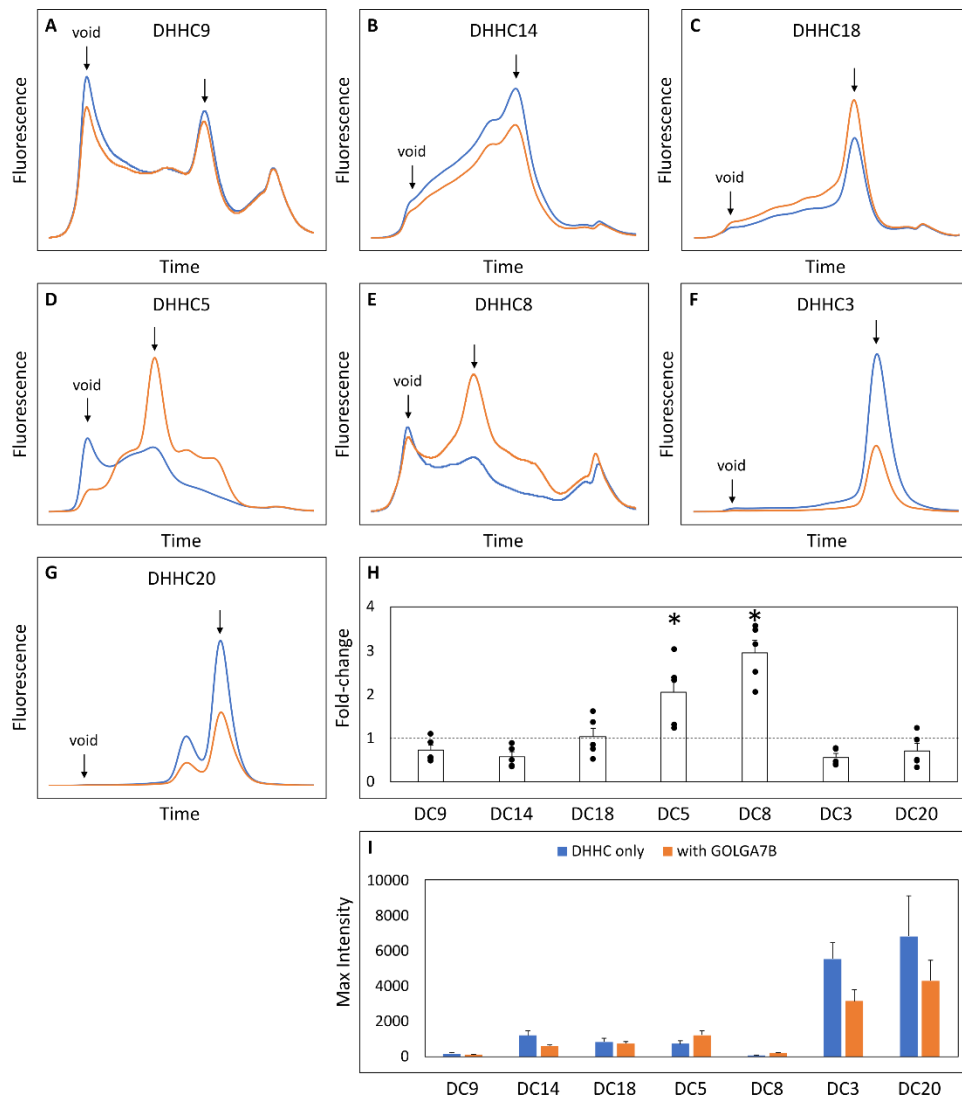 A
DHHC9
void
Fluorescence
Time
B
DHHC14
void
Fluorescence
Time
C
DHHC18
void
Fluorescence
Time
D
DHHC5
void
Fluorescence
Time
E
DHHC8
void
Fluorescence
Time
F
DHHC3
void
Fluorescence
Time
G
DHHC20
void
Fluorescence
Time
H
Fold-change
4
3
2
1
0
* *
DC9 DC14 DC18 DC5 DC8 DC3 DC20
I
DHHC only with GOLGA7B
Max Intensity
10000
8000
6000
4000
2000
0
DC9 DC14 DC18 DC5 DC8 DC3 DC20